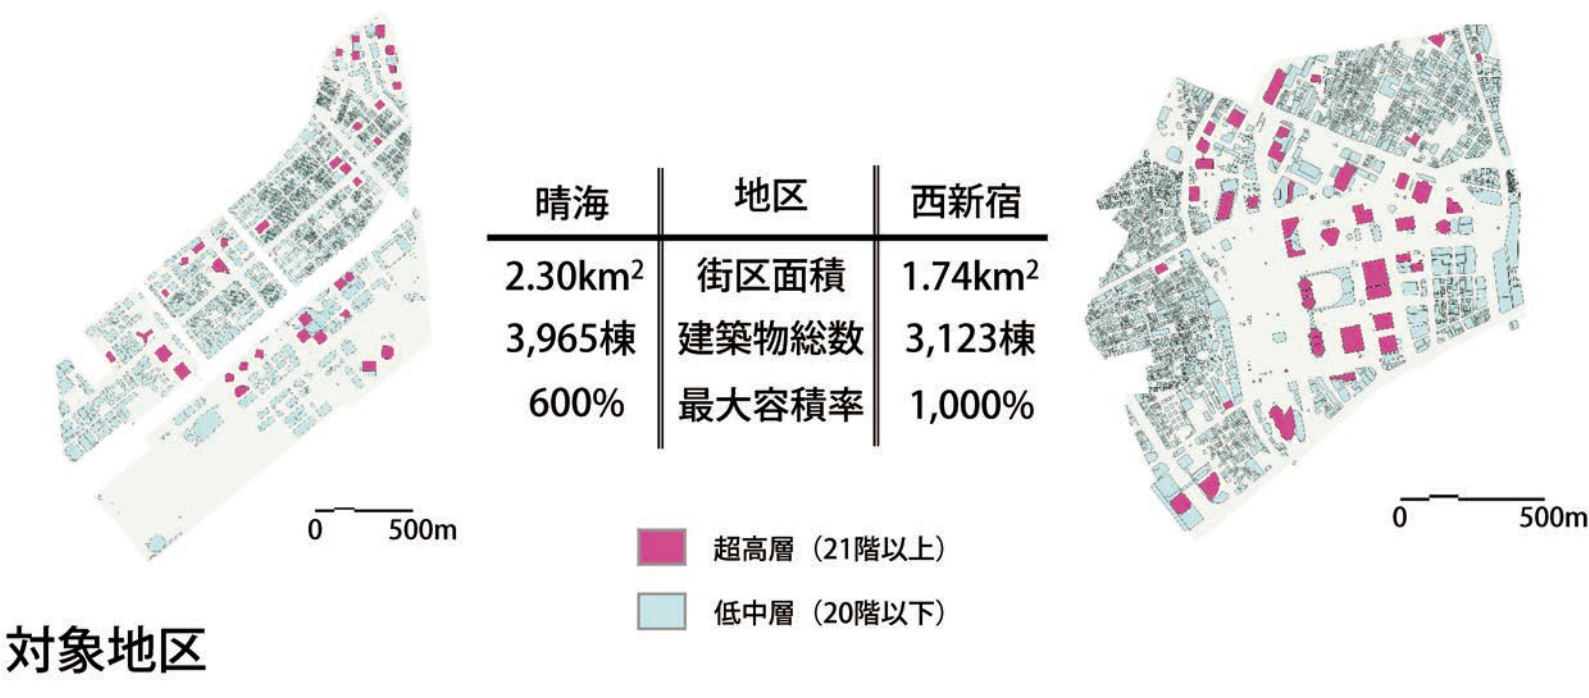 晴海 地区 西新宿
2.30km² 街区面積 1.74km²
3,965棟 建築物総数 3,123棟
600% 最大容積率 1,000%
0 500m
0 500m
超高層（21階以上）
低中層（20階以下）
対象地区